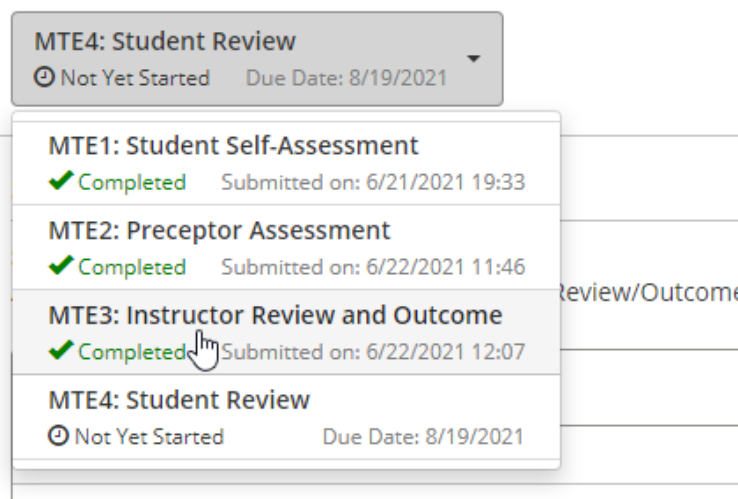 MTE4: Student Review
Not Yet Started Due Date: 8/19/2021
MTE1: Student Self-Assessment
Completed Submitted on: 6/21/2021 19:33
MTE2: Preceptor Assessment
Completed Submitted on: 6/22/2021 11:46
Review/Outcome
MTE3: Instructor Review and Outcome
Completed Submitted on: 6/22/2021 12:07
MTE4: Student Review
Not Yet Started Due Date: 8/19/2021